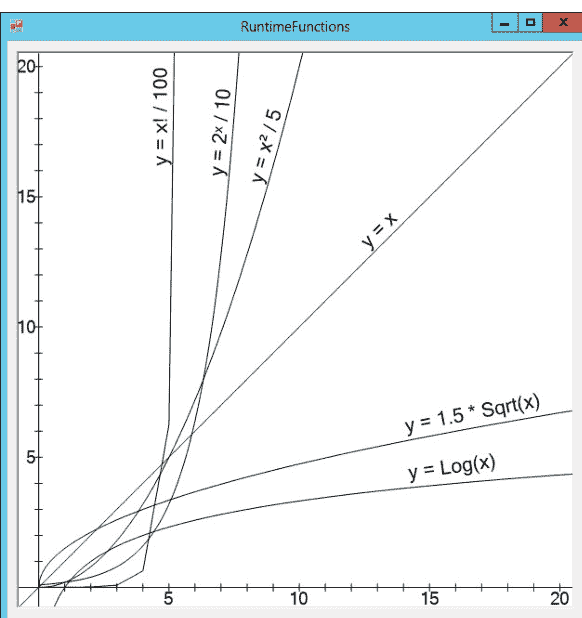 RuntimeFunctions
20
y = x! / 100
y = 2ˣ / 10
y = x² / 5
15
y = x
10
y = 1.5 * Sqrt(x)
5
y = Log(x)
5 10 15 20